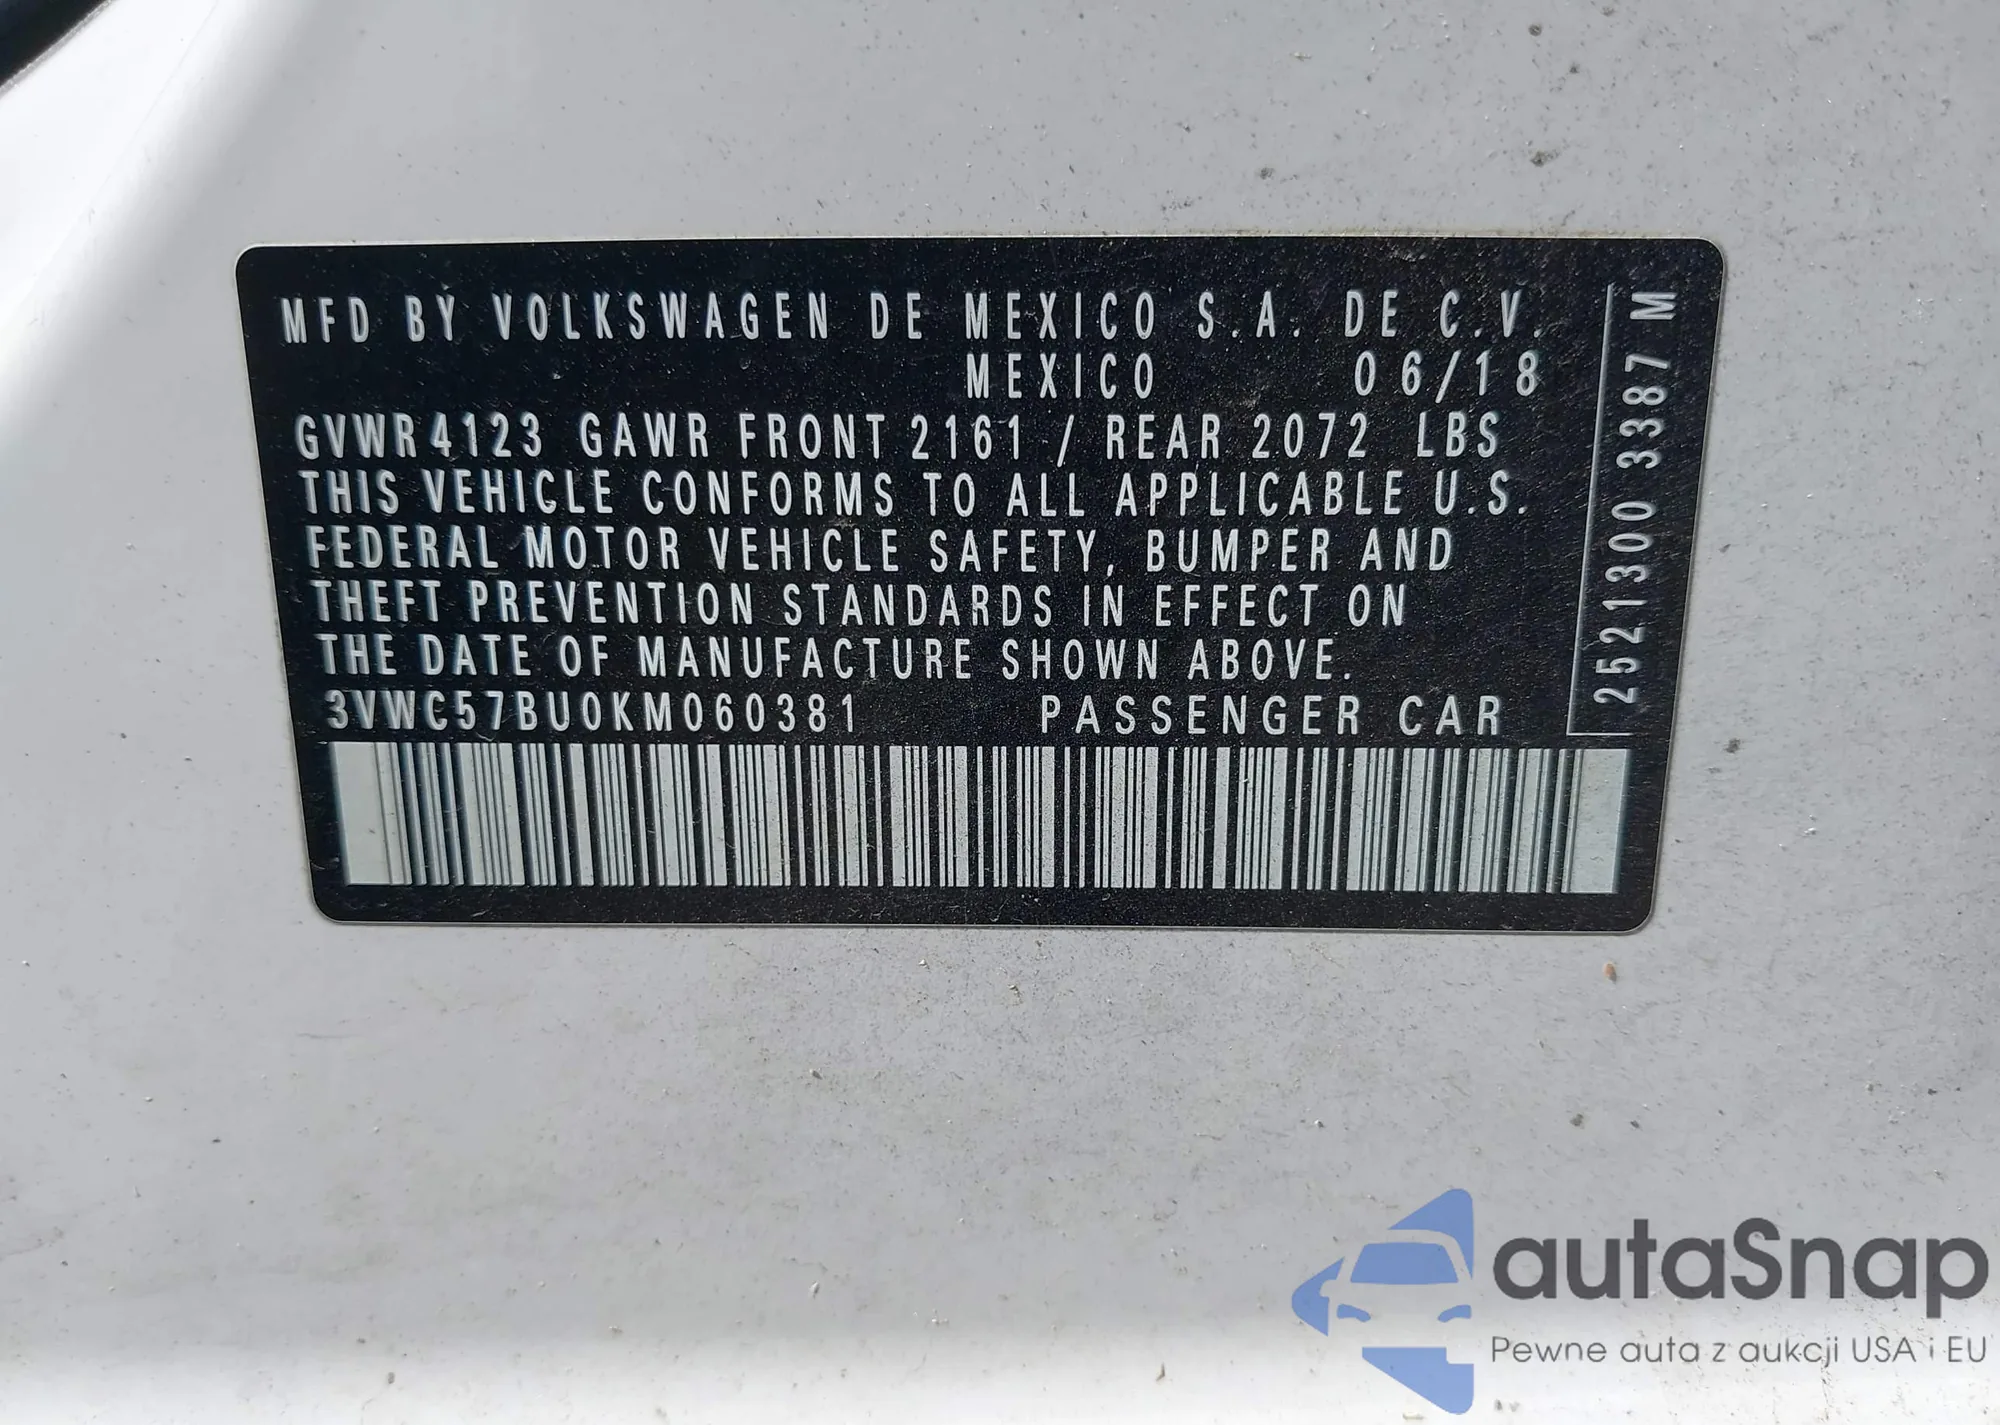 MFD BY VOLKSWAGEN DE MEXICO S.A. DE C.V.
MEXICO 06/18
GVWR 4123 GAWR FRONT 2161 / REAR 2072 LBS
THIS VEHICLE CONFORMS TO ALL APPLICABLE U.S.
FEDERAL MOTOR VEHICLE SAFETY, BUMPER AND
THEFT PREVENTION STANDARDS IN EFFECT ON
THE DATE OF MANUFACTURE SHOWN ABOVE.
3VWC57BU0KM060381 PASSENGER CAR
2521300 3387 M
autaSnap
Pewne auta z aukcji USA i EU